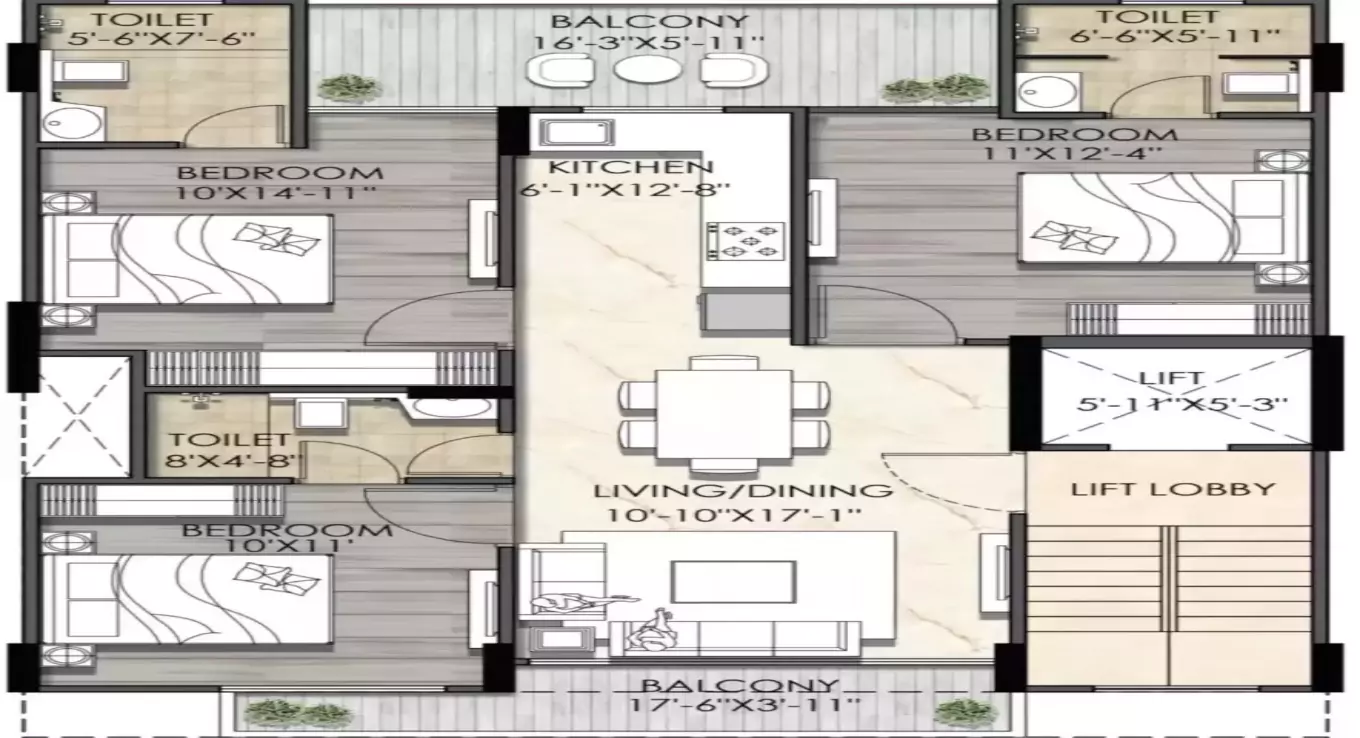 TOILET
5'-6"X7'-6"
BALCONY
16'-3"X5'-11"
TOILET
6'-6"X5'-11"
BEDROOM
10'X14'-11"
KITCHEN
6'-1"X12'-8"
BEDROOM
11'X12'-4"
LIFT
5'-11"X5'-3"
TOILET
8'X4'-8"
LIVING/DINING
10'-10"X17'-1"
LIFT LOBBY
BEDROOM
10'X11'
BALCONY
17'-6"X3'-11"